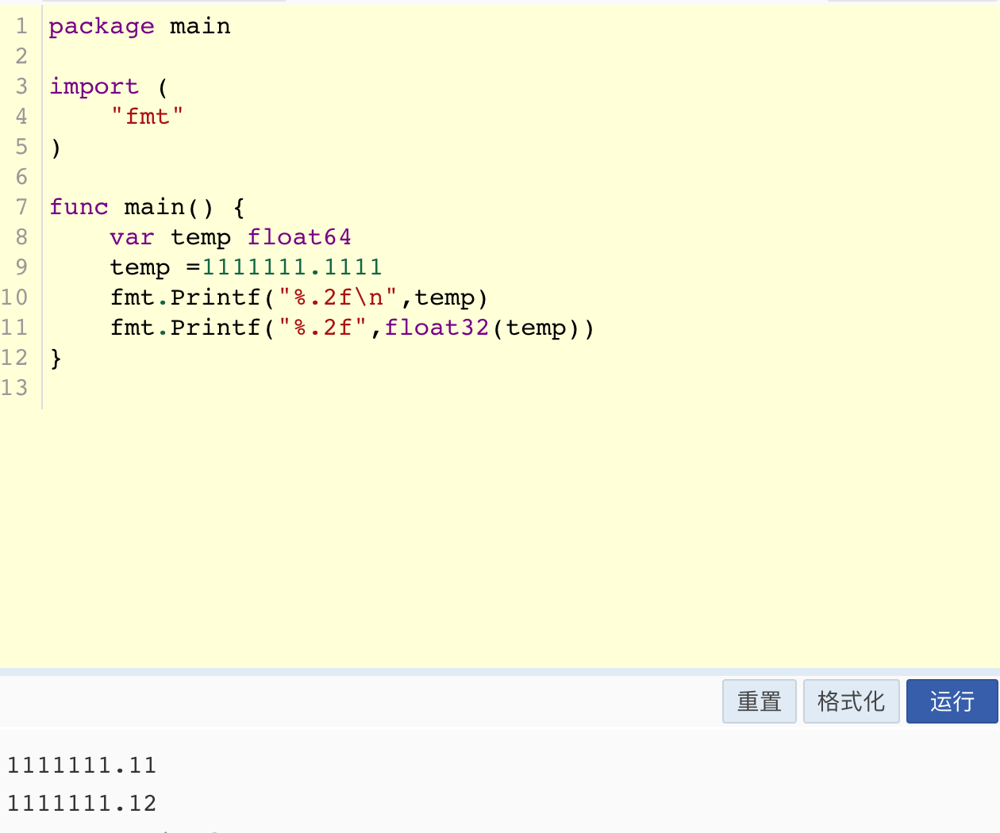 1 package main
2
3 import (
4     "fmt"
5 )
6
7 func main() {
8     var temp float64
9     temp =1111111.1111
10     fmt.Printf("%.2f\n",temp)
11     fmt.Printf("%.2f",float32(temp))
12 }
13
重置 格式化 运行
1111111.11
1111111.12